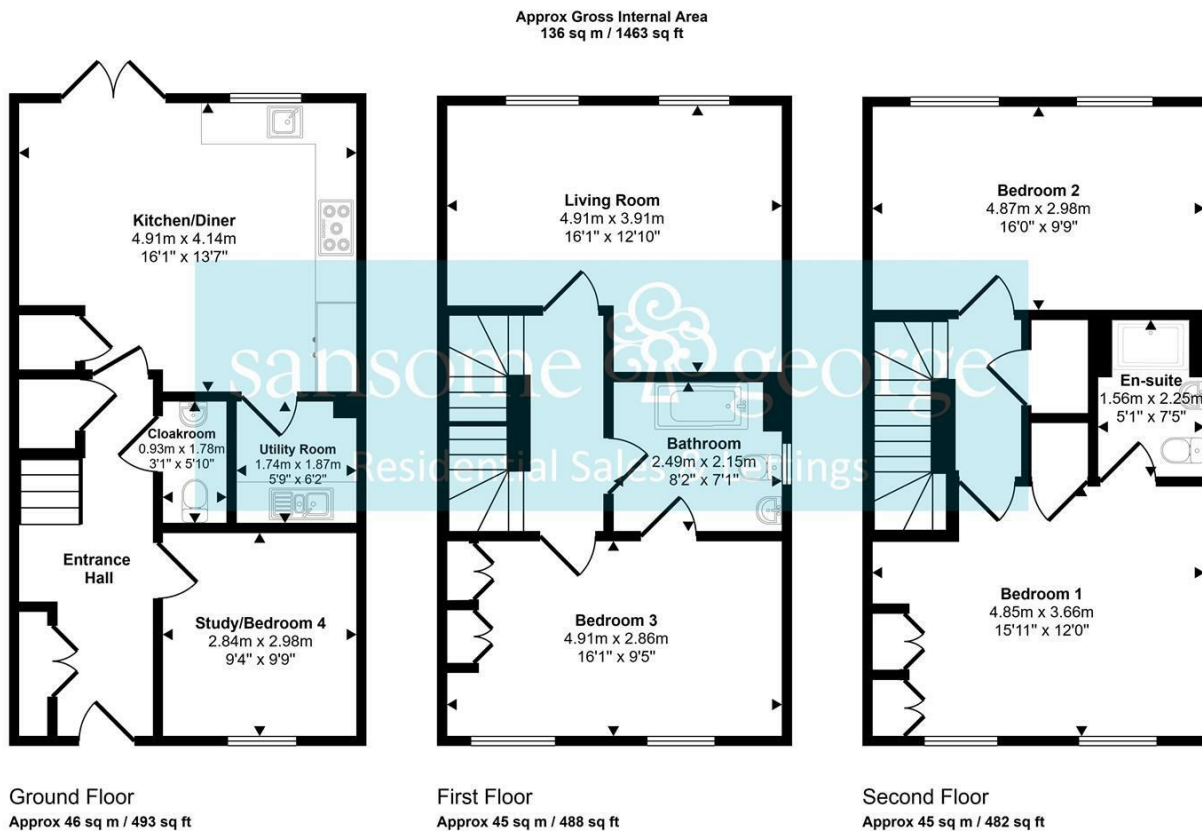 Approx Gross Internal Area
136 sq m / 1463 sq ft
Kitchen/Diner
4.91m x 4.14m
16'1" x 13'7"
Cloakroom
0.93m x 1.78m
3'1" x 5'10"
Utility Room
1.74m x 1.87m
5'9" x 6'2"
Entrance
Hall
Study/Bedroom 4
2.84m x 2.98m
9'4" x 9'9"
Ground Floor
Approx 46 sq m / 493 sq ft
Living Room
4.91m x 3.91m
16'1" x 12'10"
Bathroom
2.49m x 2.15m
8'2" x 7'1"
Bedroom 3
4.91m x 2.86m
16'1" x 9'5"
First Floor
Approx 45 sq m / 488 sq ft
Bedroom 2
4.87m x 2.98m
16'0" x 9'9"
En-suite
1.56m x 2.25m
5'1" x 7'5"
Bedroom 1
4.85m x 3.66m
15'11" x 12'0"
Second Floor
Approx 45 sq m / 482 sq ft
sansome george
Residential Sales & Lettings